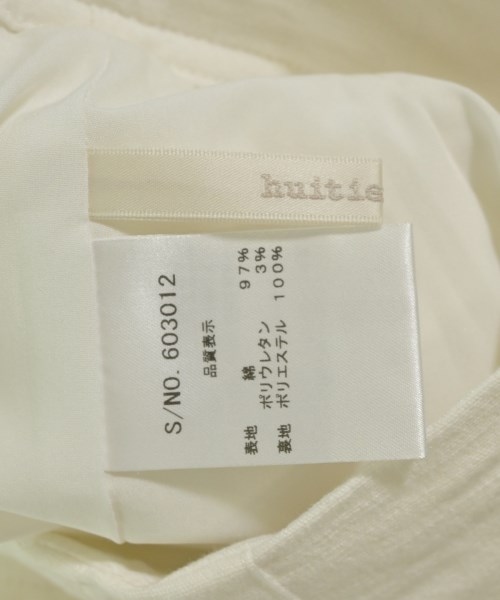 huitie
S/NO. 603012
品質表示
表地 綿 97%
ポリウレタン 3%
裏地 ポリエステル 100%